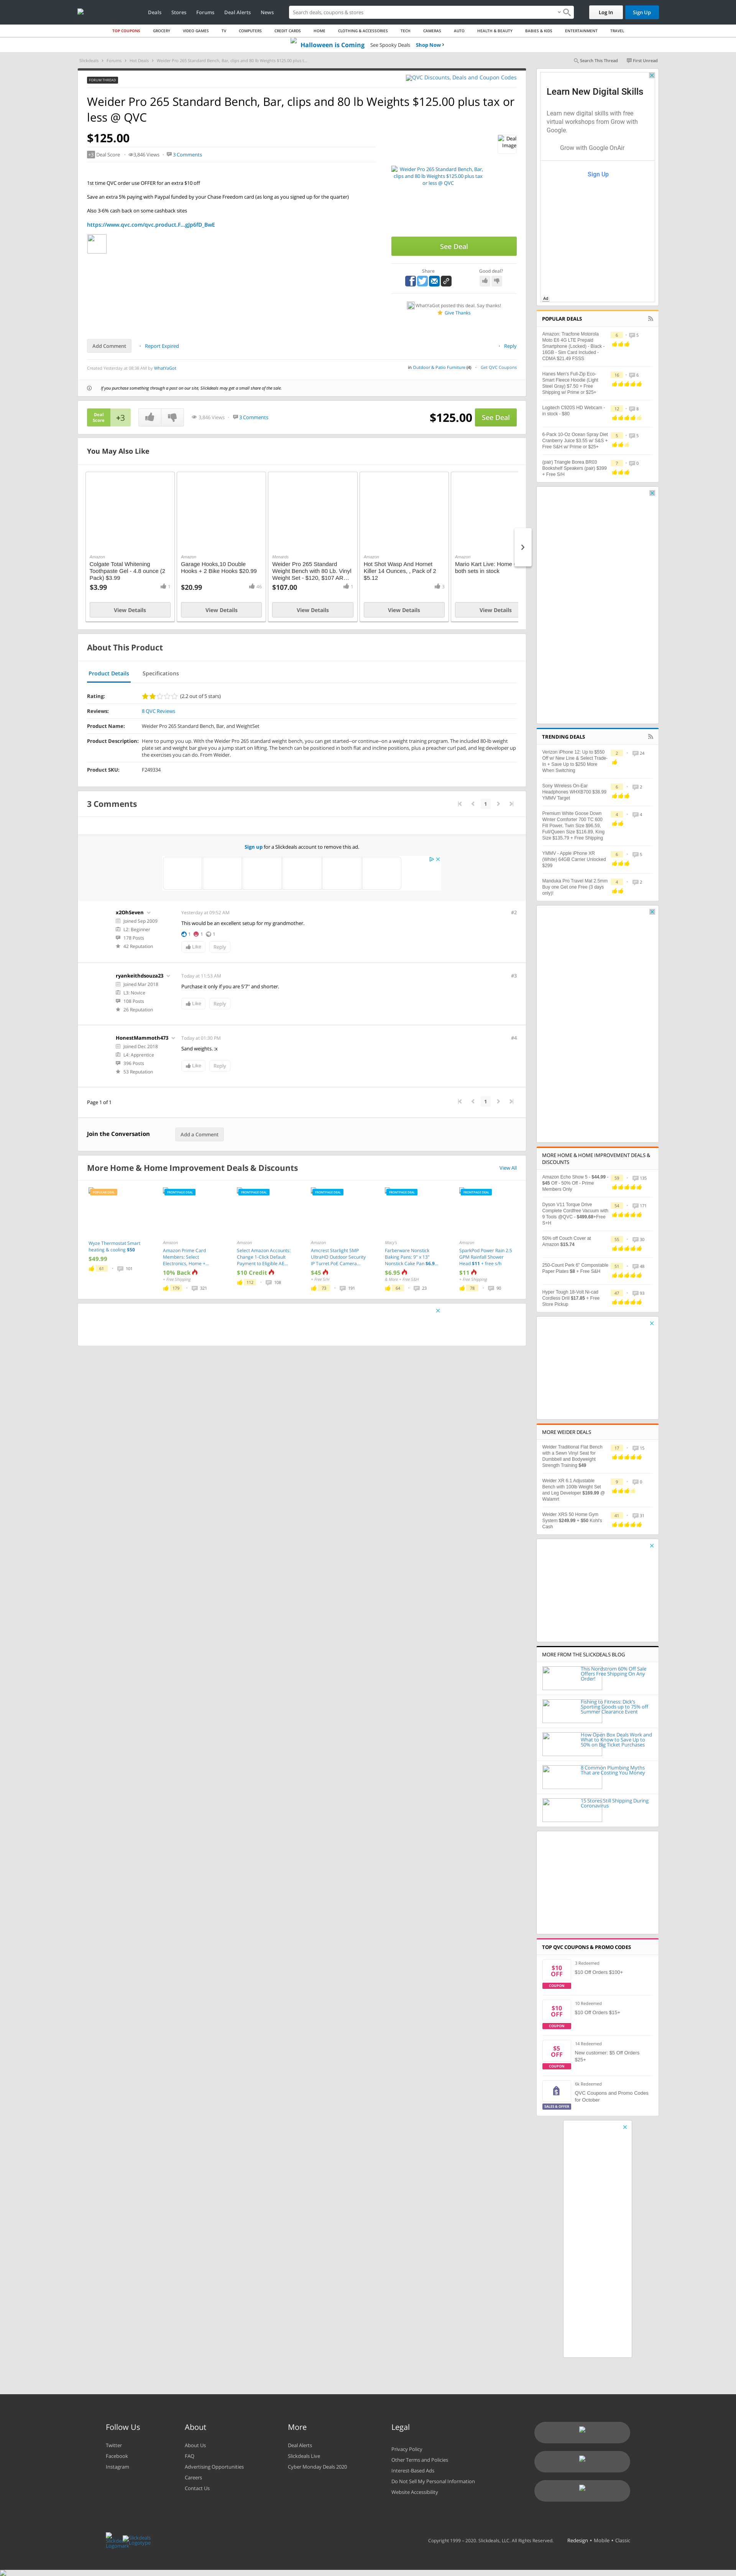 Deals Stores Forums Deal Alerts News
Search deals, coupons & scores
Log In
Sign Up
TOP COUPONS GROCERY VIDEO GAMES TV COMPUTERS CREDIT CARDS HOME CLOTHING & ACCESSORIES TECH CAMERAS AUTO HEALTH & BEAUTY BABIES & KIDS ENTERTAINMENT TRAVEL
Halloween is Coming See Spooky Deals Shop Now
Slickdeals > Forums > Hot Deals > Weider Pro 265 Standard Bench, Bar, clips and 80 lb Weights $125.00 plus t...
Search This Thread
First Unread
FORUM THREAD
QVC Discounts, Deals and Coupon Codes
Weider Pro 265 Standard Bench, Bar, clips and 80 lb Weights $125.00 plus tax or
less @ QVC
$125.00
Deal Image
+3 Deal Score 3,846 Views 3 Comments
Weider Pro 265 Standard Bench, Bar, clips and 80 lb Weights $125.00 plus tax or less @ QVC
1st time QVC order use OFFER for an extra $10 off
Save an extra 5% paying with Paypal funded by your Chase Freedom card (as long as you signed up for the quarter)
Also 3-6% cash back on some cashback sites
See Deal
Share
Good deal?
WhatYaGot posted this deal. Say thanks!
Give Thanks
Add Comment
Report Expired
Reply
Created Yesterday at 08:36 AM by WhatYaGot
in Outdoor & Patio Furniture (4) Get QVC Coupons
If you purchase something through a post on our site, Slickdeals may get a small share of the sale.
Deal Score +3
3,846 Views 3 Comments
$125.00 See Deal
You May Also Like
Amazon
Colgate Total Whitening Toothpaste Gel - 4.8 ounce (2 Pack) $3.99
$3.99 1
View Details
Amazon
Garage Hooks,10 Double Hooks + 2 Bike Hooks $20.99
$20.99
View Details
Menards
Weider Pro 265 Standard Weight Bench with 80 Lb. Vinyl Weight Set - $120, $107 AR...
$107.00
View Details
Amazon
Hot Shot Wasp And Hornet Killer 14 Ounces, , Pack of 2 $5.12
View Details
Amazon
Mario Kart Live: Home both sets in stock
View Details
About This Product
Product Details Specifications
Rating: (2.2 out of 5 stars)
Reviews: 8 QVC Reviews
Product Name: Weider Pro 265 Standard Bench, Bar, and WeightSet
Product Description: Here to pump you up. With the Weider Pro 265 standard weight bench, you can get started--or continue--on a weight training program. The included 80-lb weight plate set and weight bar give you a jump start on lifting. The bench can be used in both flat and incline positions, plus a preacher curl pad, and leg developer up the exercises you can do. From Weider.
Product SKU: F249334
3 Comments
1
Sign up for a Slickdeals account to remove this ad.
x2Oh5even
Joined Sep 2009
L2: Beginner
178 Posts
42 Reputation
Yesterday at 09:52 AM
#2
This would be an excellent setup for my grandmother.
1 1 1
Like Reply
ryankeithdsouza23
Joined Mar 2018
L3: Novice
108 Posts
26 Reputation
Today at 11:53 AM
#3
Purchase it only if you are 5'7" and shorter.
Like Reply
HonestMammoth473
Joined Dec 2018
L4: Apprentice
396 Posts
53 Reputation
Today at 01:30 PM
#4
Sand weights. :x
Like Reply
Page 1 of 1
1
Join the Conversation
Add a Comment
More Home & Home Improvement Deals & Discounts
View All
Wyze Thermostat Smart heating & cooling $50
$49.99
61 101
Amazon
Amazon Prime Card Members: Select Electronics, Home +...
10% Back
+ Free Shipping
179 321
Amazon
Select Amazon Accounts Change 1-Click Default Payment to Eligible AE...
$10 Credit
112 108
Amazon
Amcrest Starlight 5MP UltraHD Outdoor Security IP Turret PoE Camera...
$45
+ Free S/H
73 191
Macy's
Farberware Nonstick Baking Pans: 9" x 13" Nonstick Cake Pan $6.9...
$6.95
& More + Free S&H
64 23
Amazon
SparkPod Power Rain 2.5 GPM Rainfall Shower Head $11 + free s/h
$11
+ Free Shipping
78 90
Learn New Digital Skills
Learn new digital skills with free virtual workshops from Grow with Google.
Grow with Google OnAir
Sign Up
Ad
POPULAR DEALS
Amazon: Tracfone Motorola Moto E6 4G LTE Prepaid Smartphone (Locked) - Black - 16GB - Sim Card Included - CDMA $21.49 FSSS
6 5
Hanes Men's Full-Zip Eco-Smart Fleece Hoodie (Light Steel Gray) $7.50 + Free Shipping w/ Prime or $25+
16 6
Logitech C920S HD Webcam - in stock - $60
12 8
6-Pack 10-Oz Ocean Spray Diet Cranberry Juice $2.55 w/ S&S + Free S&H w/ Prime or $25+
5 5
(pair) Triangle Borea BR03 Bookshelf Speakers (pair) $399 + Free S/H
7 0
TRENDING DEALS
Verizon iPhone 12: Up to $550 Off w/ New Line & Select Trade-In + Save Up to $250 More When Switching
2 24
Sony Wireless On-Ear Headphones WHXB700 $38.99 YMMV Target
6 2
Premium White Goose Down Winter Comforter 700 TC 600 Fill Power, Twin Size $86.59, Full/Queen Size $116.89, King Size $135.79 + Free Shipping
4 4
YMMV - Apple iPhone XR (White) 64GB Carrier Unlocked $299
6 5
Manduka Pro Travel Mat 2.5mm Buy one Get one Free (3 days only)!
4 2
MORE HOME & HOME IMPROVEMENT DEALS & DISCOUNTS
Amazon Echo Show 5 - $44.99 - $45 Off - 50% Off - Prime Members Only
Dyson V11 Torque Drive Complete Cordfree Vacuum with 9 Tools @QVC - $499.68+Free S+H
54 171
50% off Couch Cover at Amazon $15.74
250-Count Perk 6" Compostable Paper Plates $8 + Free S&H
Hyper Tough 18-Volt Ni-cad Cordless Drill $17.85 + Free Store Pickup
47
MORE WEIDER DEALS
Weider Traditional Flat Bench with a Sewn Vinyl Seat for Dumbbell and Bodyweight Strength Training $49
17 15
Weider XR 6.1 Adjustable Bench with 100lb Weight Set and Leg Developer $169.99 @ Walamrt
Weider XRS 50 Home Gym System $249.99 + $50 Kohl's Cash
31
MORE FROM THE SLICKDEALS BLOG
This Nordstrom 60% Off Sale Offers Free Shipping On Any Order!
Fishing to Fitness: Dick's Sporting Goods up to 75% off Summer Clearance Event
How Open Box Deals Work and What to Know to Save Up to 50% on Big Ticket Purchases
8 Common Plumbing Myths That are Costing You Money
15 Stores Still Shipping During Coronavirus
TOP QVC COUPONS & PROMO CODES
$10 OFF COUPON
3 Redeemed
$10 Off Orders $100+
$10 OFF COUPON
10 Redeemed
$10 Off Orders $15+
$5 OFF COUPON
14 Redeemed
New customer: $5 Off Orders $25+
SALES & OFFER
6k Redeemed
QVC Coupons and Promo Codes for October
Follow Us
Twitter
Facebook
Instagram
About
About Us
FAQ
Advertising Opportunities
Careers
Contact Us
More
Deal Alerts
Slickdeals Live
Cyber Monday Deals 2020
Legal
Privacy Policy
Other Terms and Policies
Interest-Based Ads
Do Not Sell My Personal Information
Website Accessibility
Copyright 1999 - 2020. Slickdeals, LLC. All Rights Reserved.
Redesign • Mobile • Classic